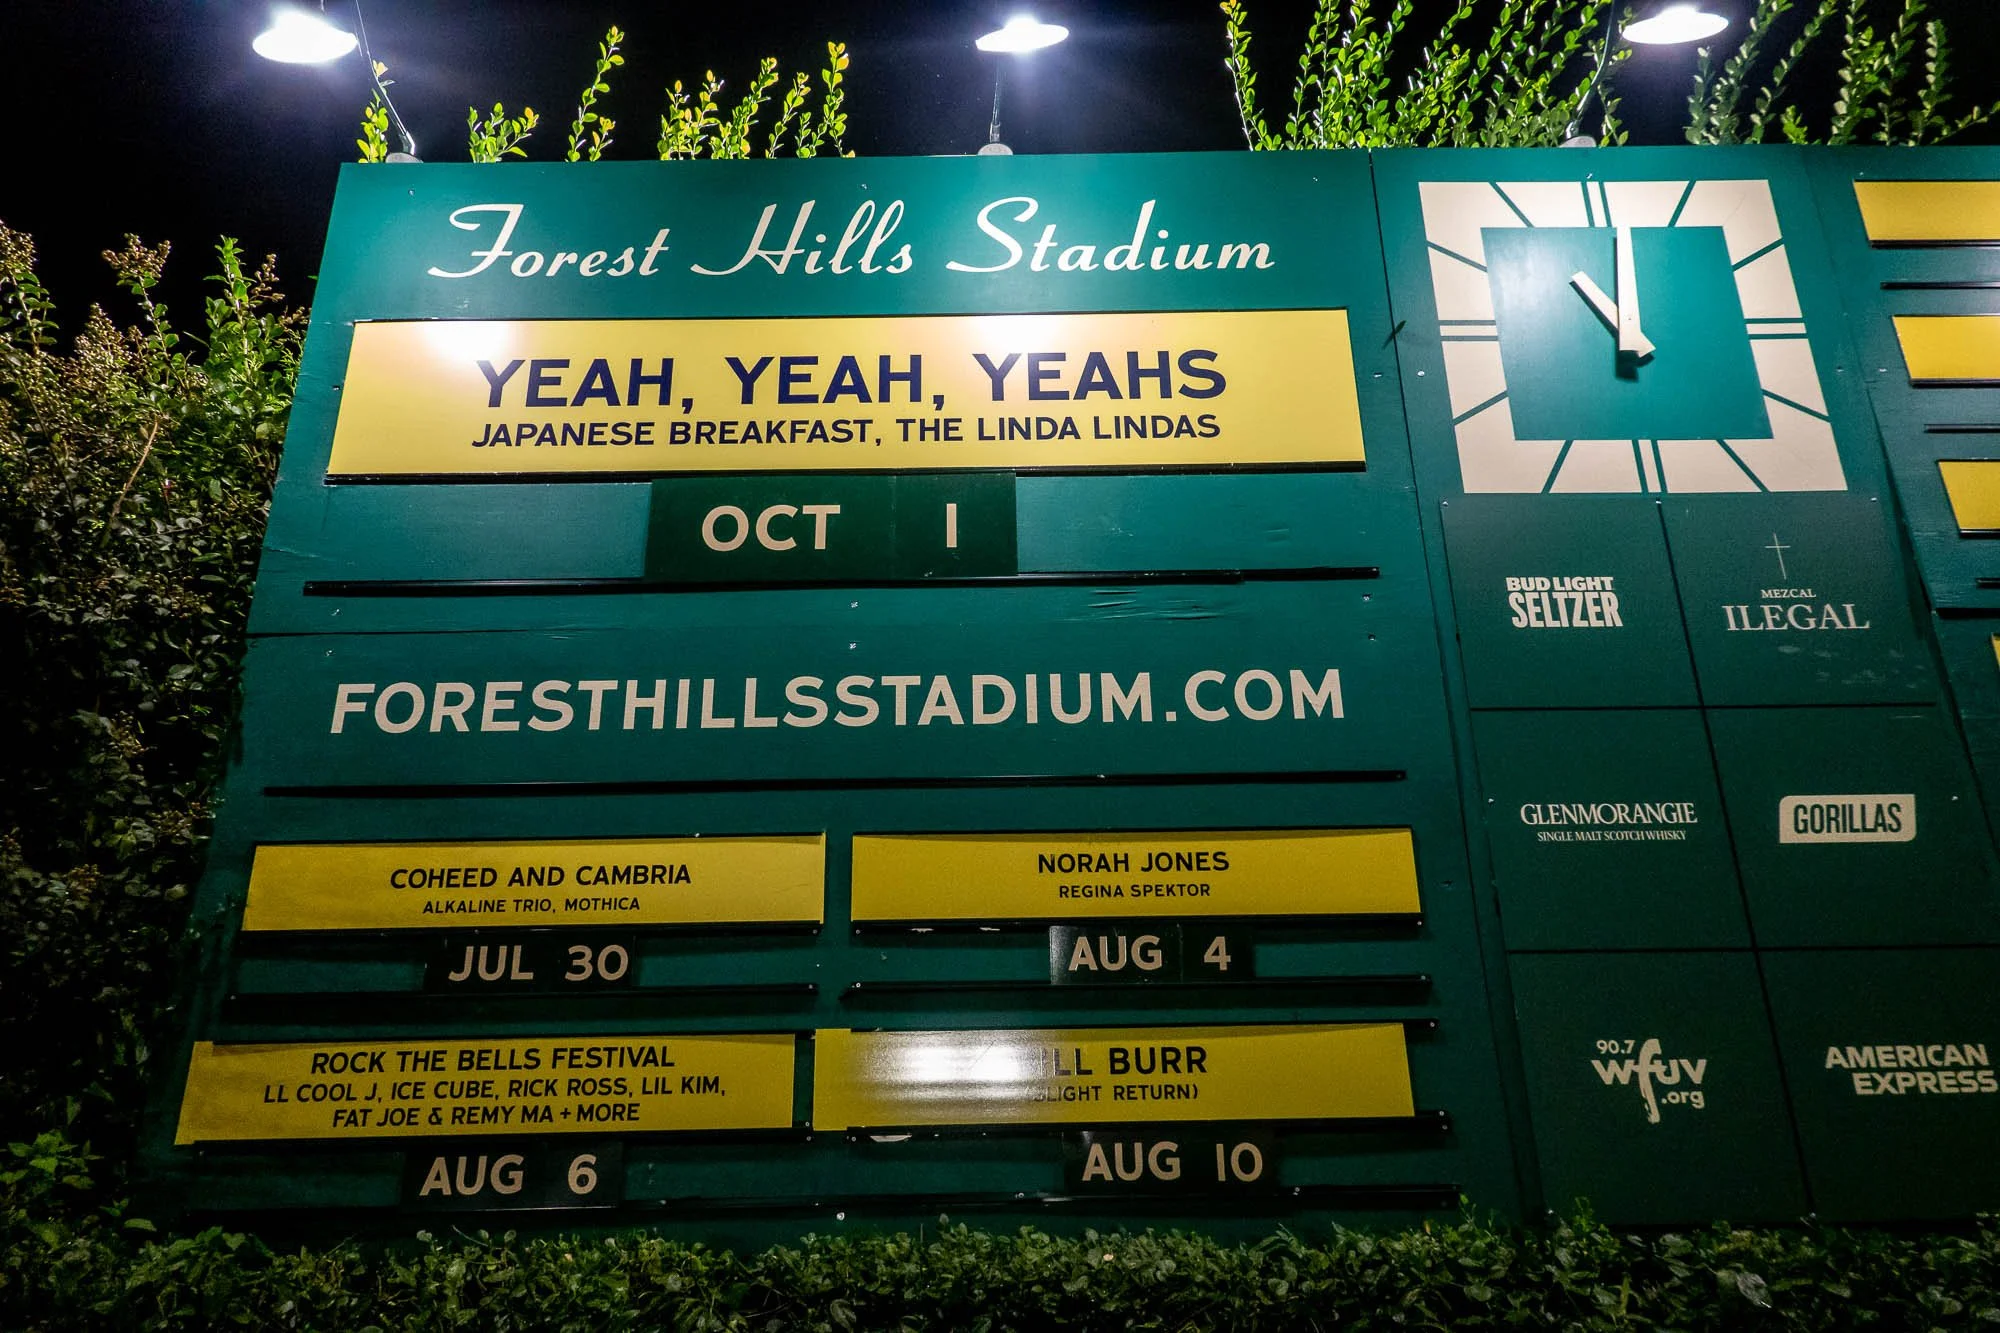 Forest Hills Stadium
YEAH, YEAH, YEAHS
JAPANESE BREAKFAST, THE LINDA LINDAS
OCT 1
FORESTHILLSSTADIUM.COM
COHEED AND CAMBRIA
ALKALINE TRIO, MOTHICA
JUL 30
NORAH JONES
REGINA SPEKTOR
AUG 4
ROCK THE BELLS FESTIVAL
LL COOL J, ICE CUBE, RICK ROSS, LIL KIM,
FAT JOE & REMY MA + MORE
AUG 6
BURR
RETURN)
AUG 10
BUD LIGHT
SELTZER
MEZCAL
ILEGAL
GLENMORANGIE
SINGLE MALT SCOTCH WHISKY
GORILLAS
90.7
wfuv
.org
AMERICAN
EXPRESS